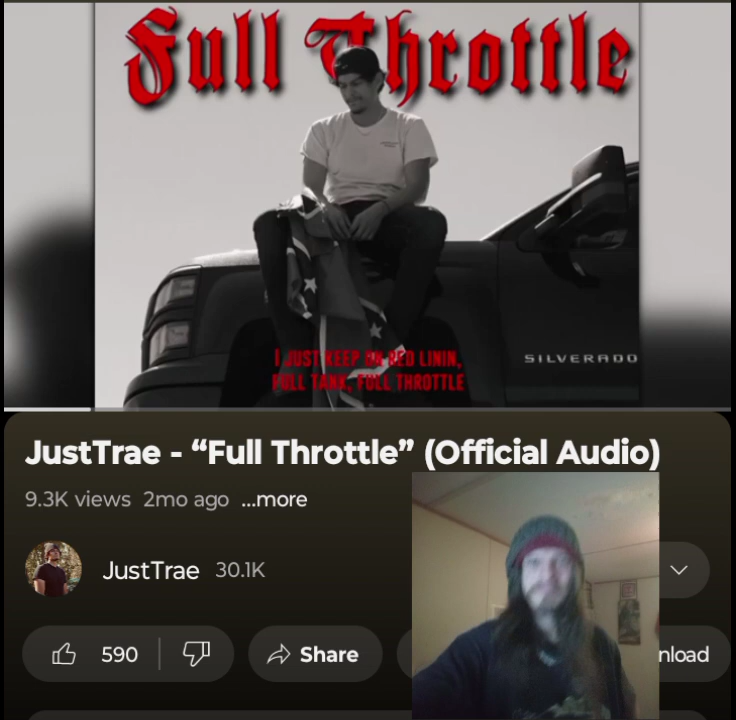 Full Throttle
I JUST KEEP ON RED LININ,
FULL TANK, FULL THROTTLE
SILVERADO
JustTrae - “Full Throttle” (Official Audio)
9.3K views 2mo ago ...more
JustTrae 30.1K
590 Share nload